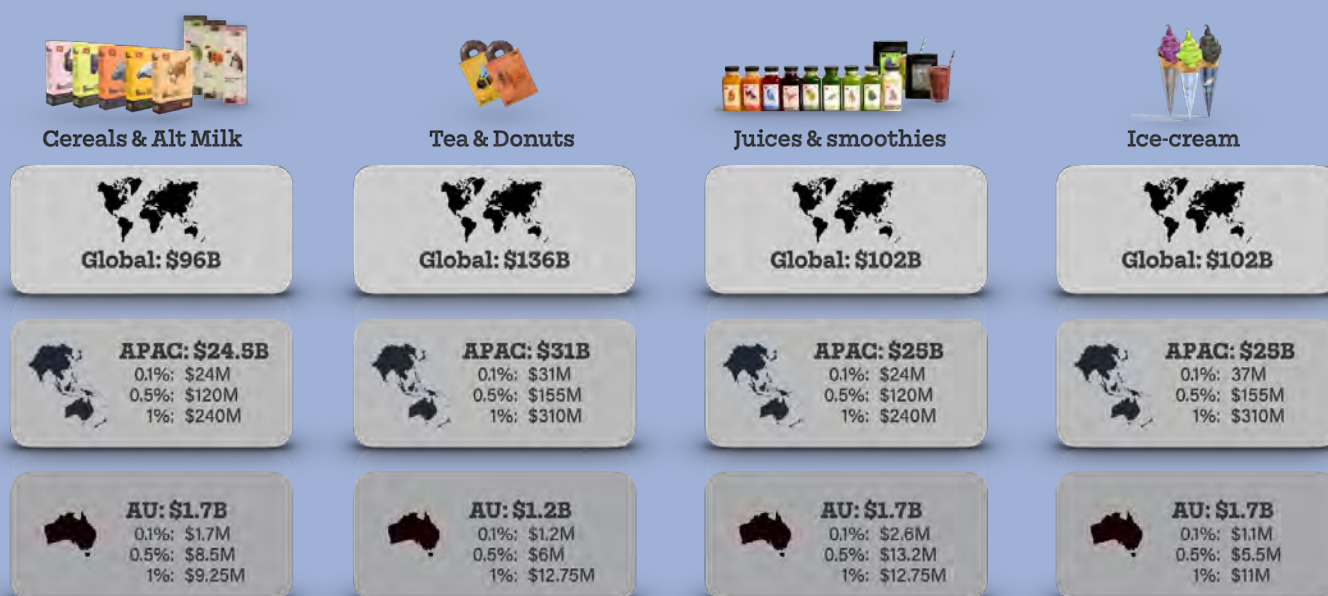 Cereals & Alt Milk
Tea & Donuts
Juices & smoothies
Ice-cream
Global: $96B
Global: $136B
Global: $102B
Global: $102B
APAC: $24.5B
0.1%: $24M
0.5%: $120M
1%: $240M
APAC: $31B
0.1%: $31M
0.5%: $155M
1%: $310M
APAC: $25B
0.1%: $24M
0.5%: $120M
1%: $240M
APAC: $25B
0.1%: 37M
0.5%: $155M
1%: $310M
AU: $1.7B
0.1%: $1.7M
0.5%: $8.5M
1%: $9.25M
AU: $1.2B
0.1%: $1.2M
0.5%: $6M
1%: $12.75M
AU: $1.7B
0.1%: $2.6M
0.5%: $13.2M
1%: $12.75M
AU: $1.7B
0.1%: $1.1M
0.5%: $5.5M
1%: $11M